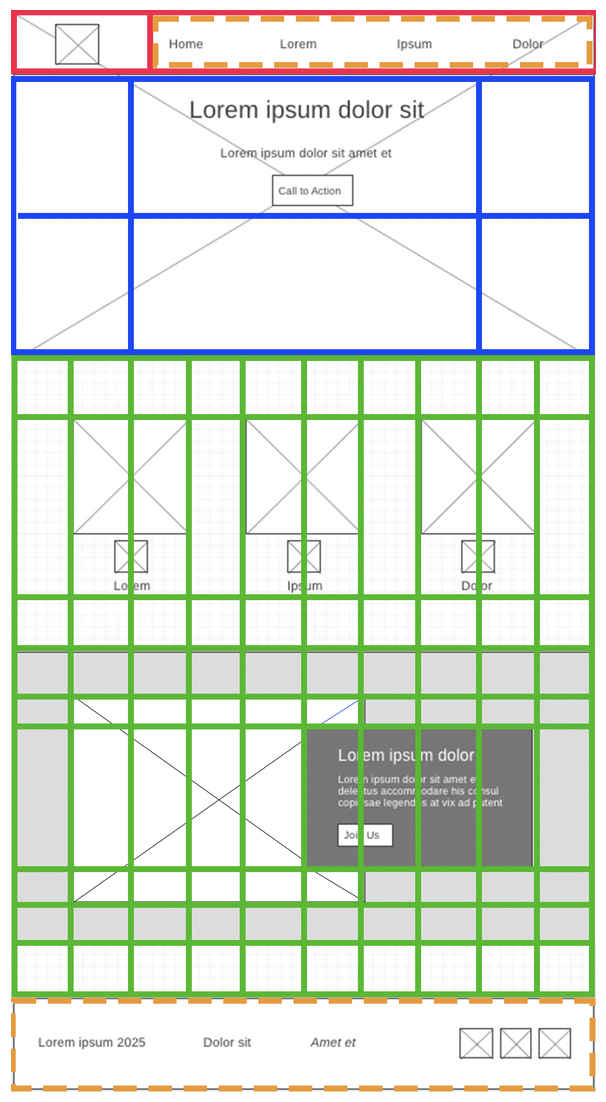 Home Lorem Ipsum Dolor
Lorem ipsum dolor sit
Lorem ipsum dolor sit amet et
Call to Action
Lorem Ipsum Dolor
Lorem ipsum dolor
Lorem ipsum dolor sit amet et
delectus accommodare his consul
copiosae legendos at vix ad putent
Join Us
Lorem ipsum 2025 Dolor sit Amet et